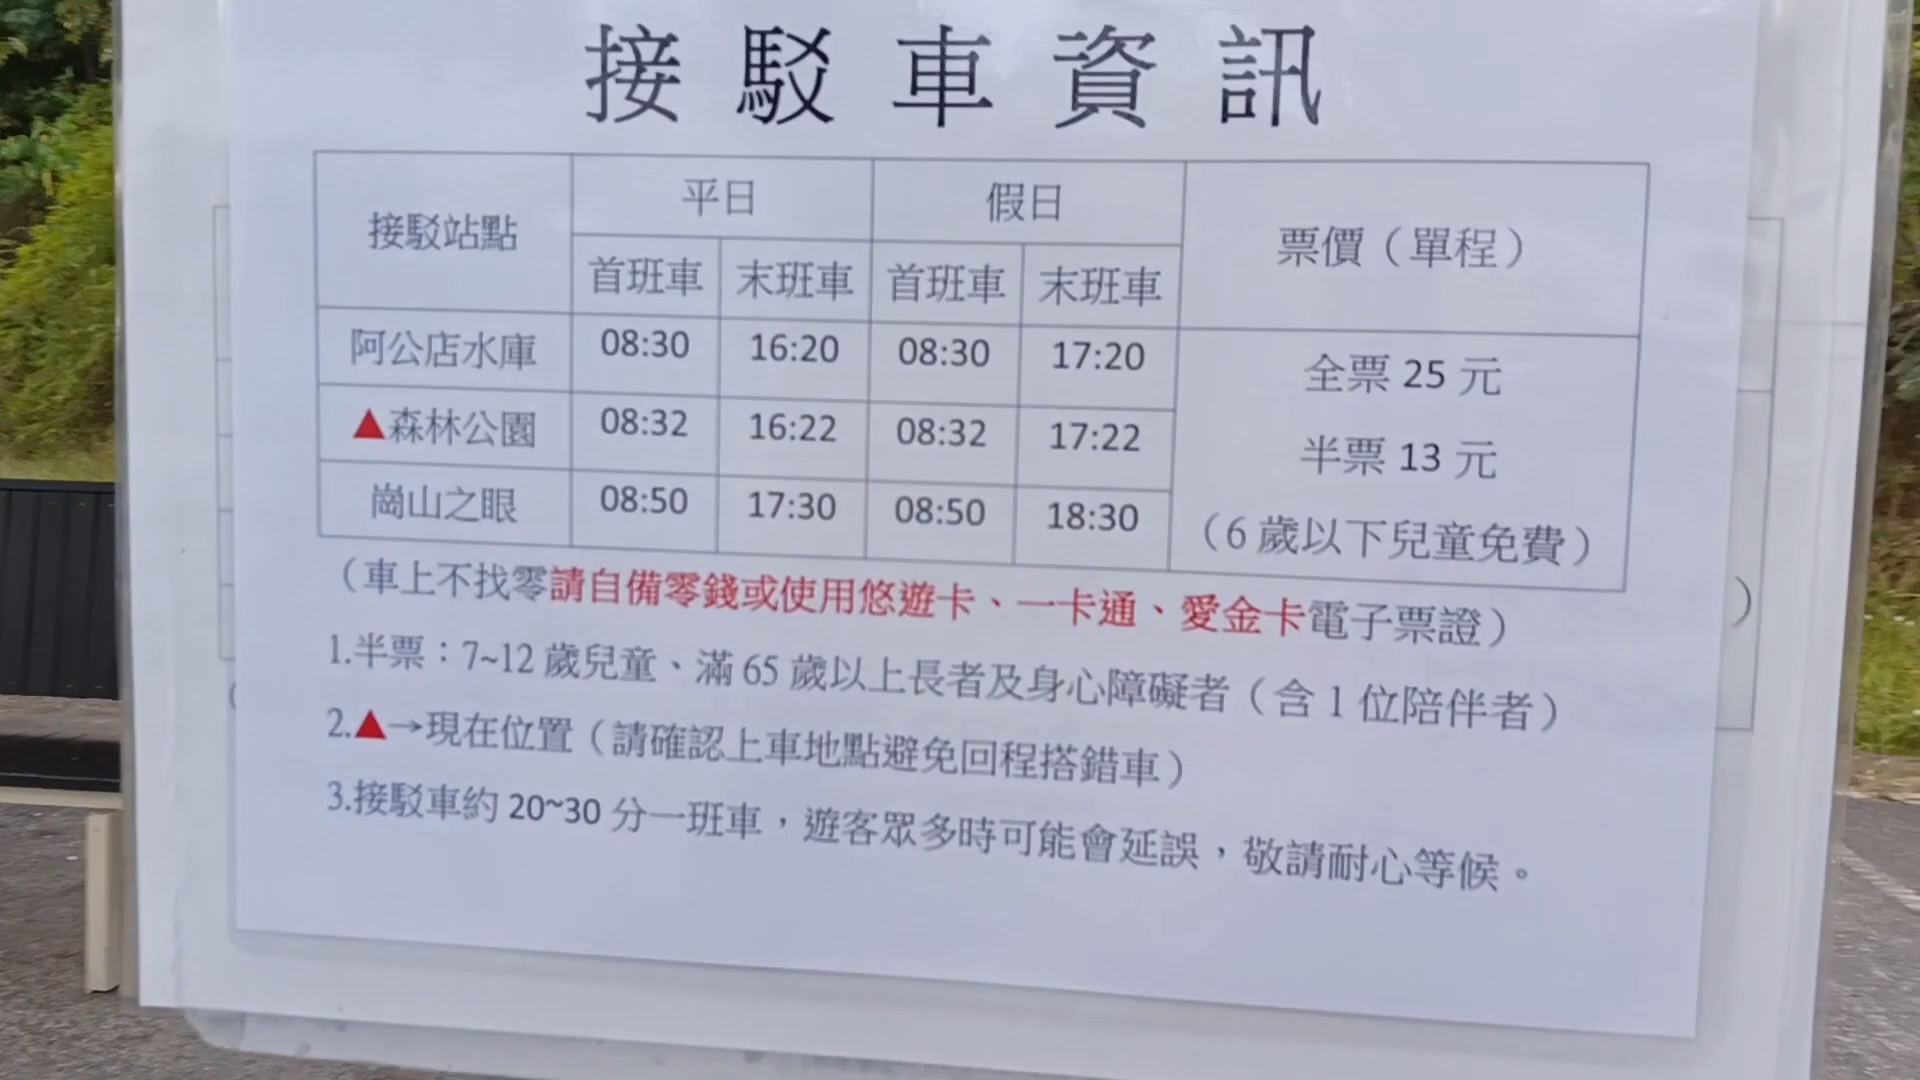 接駁車資訊
接駁站點 平日 假日 票價（單程）
首班車 末班車 首班車 末班車
阿公店水庫 08:30 16:20 08:30 17:20
▲森林公園 08:32 16:22 08:32 17:22
崗山之眼 08:50 17:30 08:50 18:30
全票 25 元
半票 13 元
（6 歲以下兒童免費）
（車上不找零請自備零錢或使用悠遊卡、一卡通、愛金卡電子票證）
1.半票：7~12 歲兒童、滿 65 歲以上長者及身心障礙者（含 1 位陪伴者）
2.▲→現在位置（請確認上車地點避免回程搭錯車）
3.接駁車約 20~30 分一班車，遊客眾多時可能會延誤，敬請耐心等候。